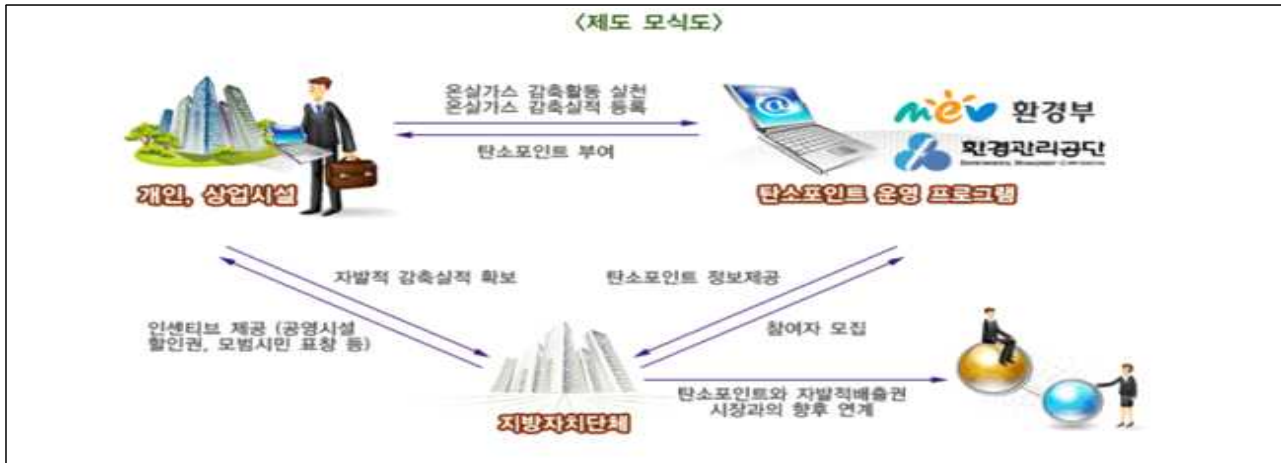 <제도 모식도>
온실가스 감축활동 실천
온실가스 감축실적 등록
탄소포인트 부여
mev 환경부
환경관리공단
개인, 상업시설
탄소포인트 운영 프로그램
자발적 감축실적 확보
탄소포인트 정보제공
인센티브 제공 (공영시설
할인권, 모범시민 표창 등)
참여자 모집
탄소포인트와 자발적배출권
시장과의 향후 연계
지방자치단체